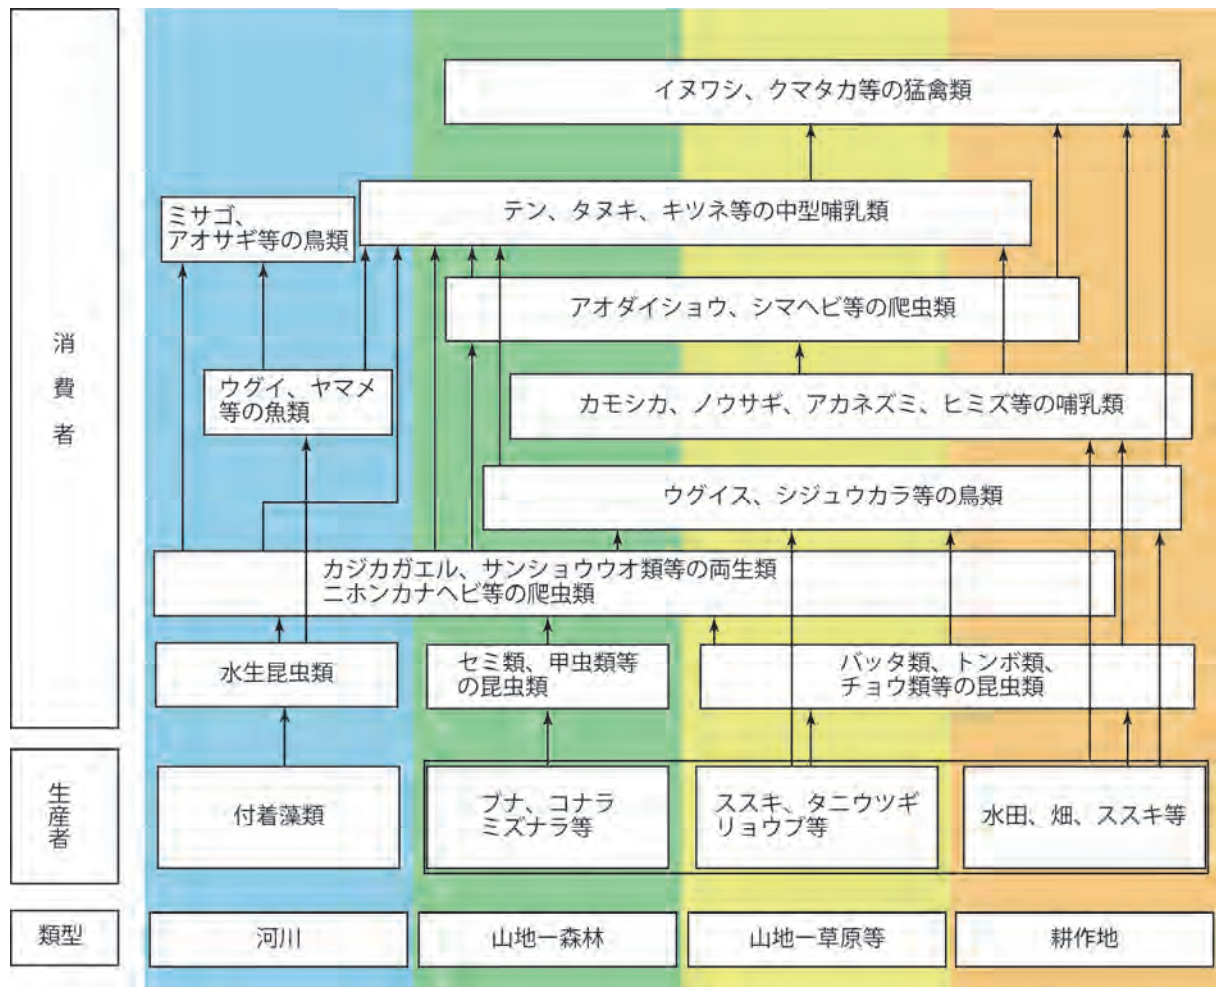 イヌワシ、クマタカ等の猛禽類
ミサゴ、
アオサギ等の鳥類
テン、タヌキ、キツネ等の中型哺乳類
アオダイショウ、シマヘビ等の爬虫類
消費者
ウグイ、ヤマメ
等の魚類
カモシカ、ノウサギ、アカネズミ、ヒミズ等の哺乳類
ウグイス、シジュウカラ等の鳥類
カジカガエル、サンショウウオ類等の両生類
ニホンカナヘビ等の爬虫類
水生昆虫類
セミ類、甲虫類等
の昆虫類
バッタ類、トンボ類、
チョウ類等の昆虫類
生産者
付着藻類
ブナ、コナラ
ミズナラ等
ススキ、タニウツギ
リョウブ等
水田、畑、ススキ等
類型
河川
山地ー森林
山地ー草原等
耕作地